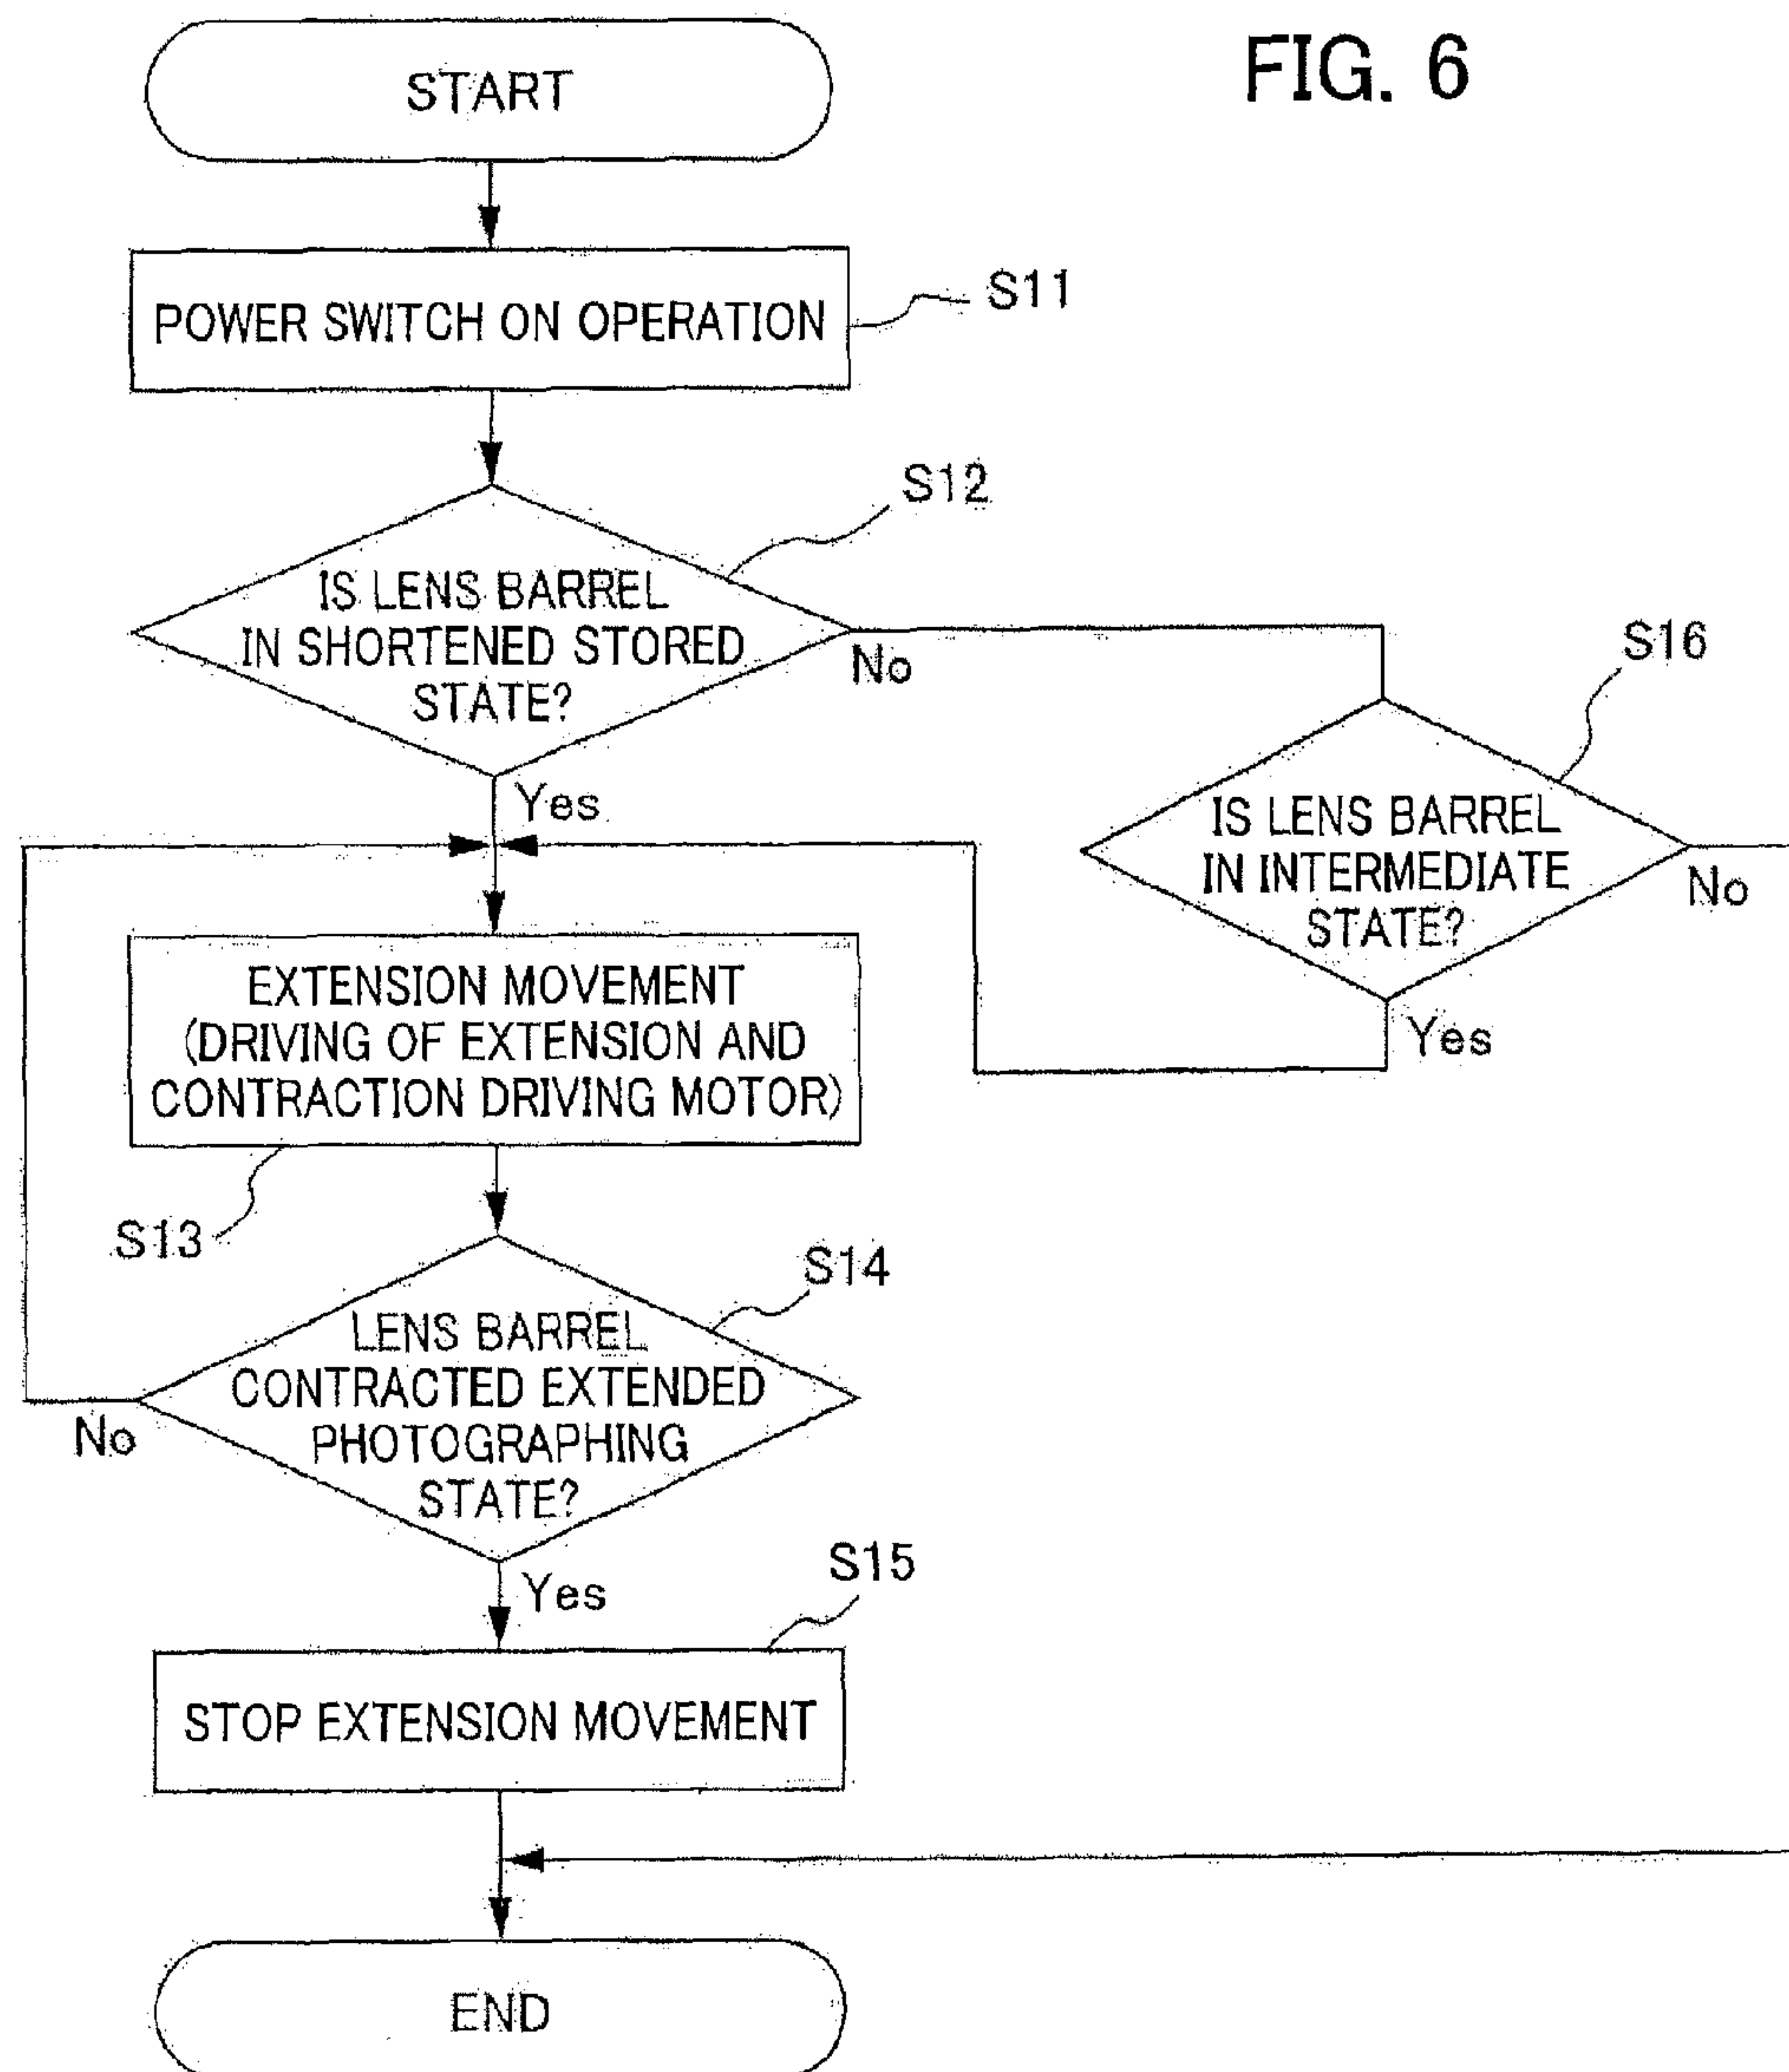 FIG. 6
START
POWER SWITCH ON OPERATION
S11
S12
IS LENS BARREL
IN SHORTENED STORED
STATE?
No
Yes
S16
IS LENS BARREL
IN INTERMEDIATE
STATE?
No
Yes
EXTENSION MOVEMENT
(DRIVING OF EXTENSION AND
CONTRACTION DRIVING MOTOR)
S13
S14
LENS BARREL
CONTRACTED EXTENDED
PHOTOGRAPHING
STATE?
No
Yes
S15
STOP EXTENSION MOVEMENT
END